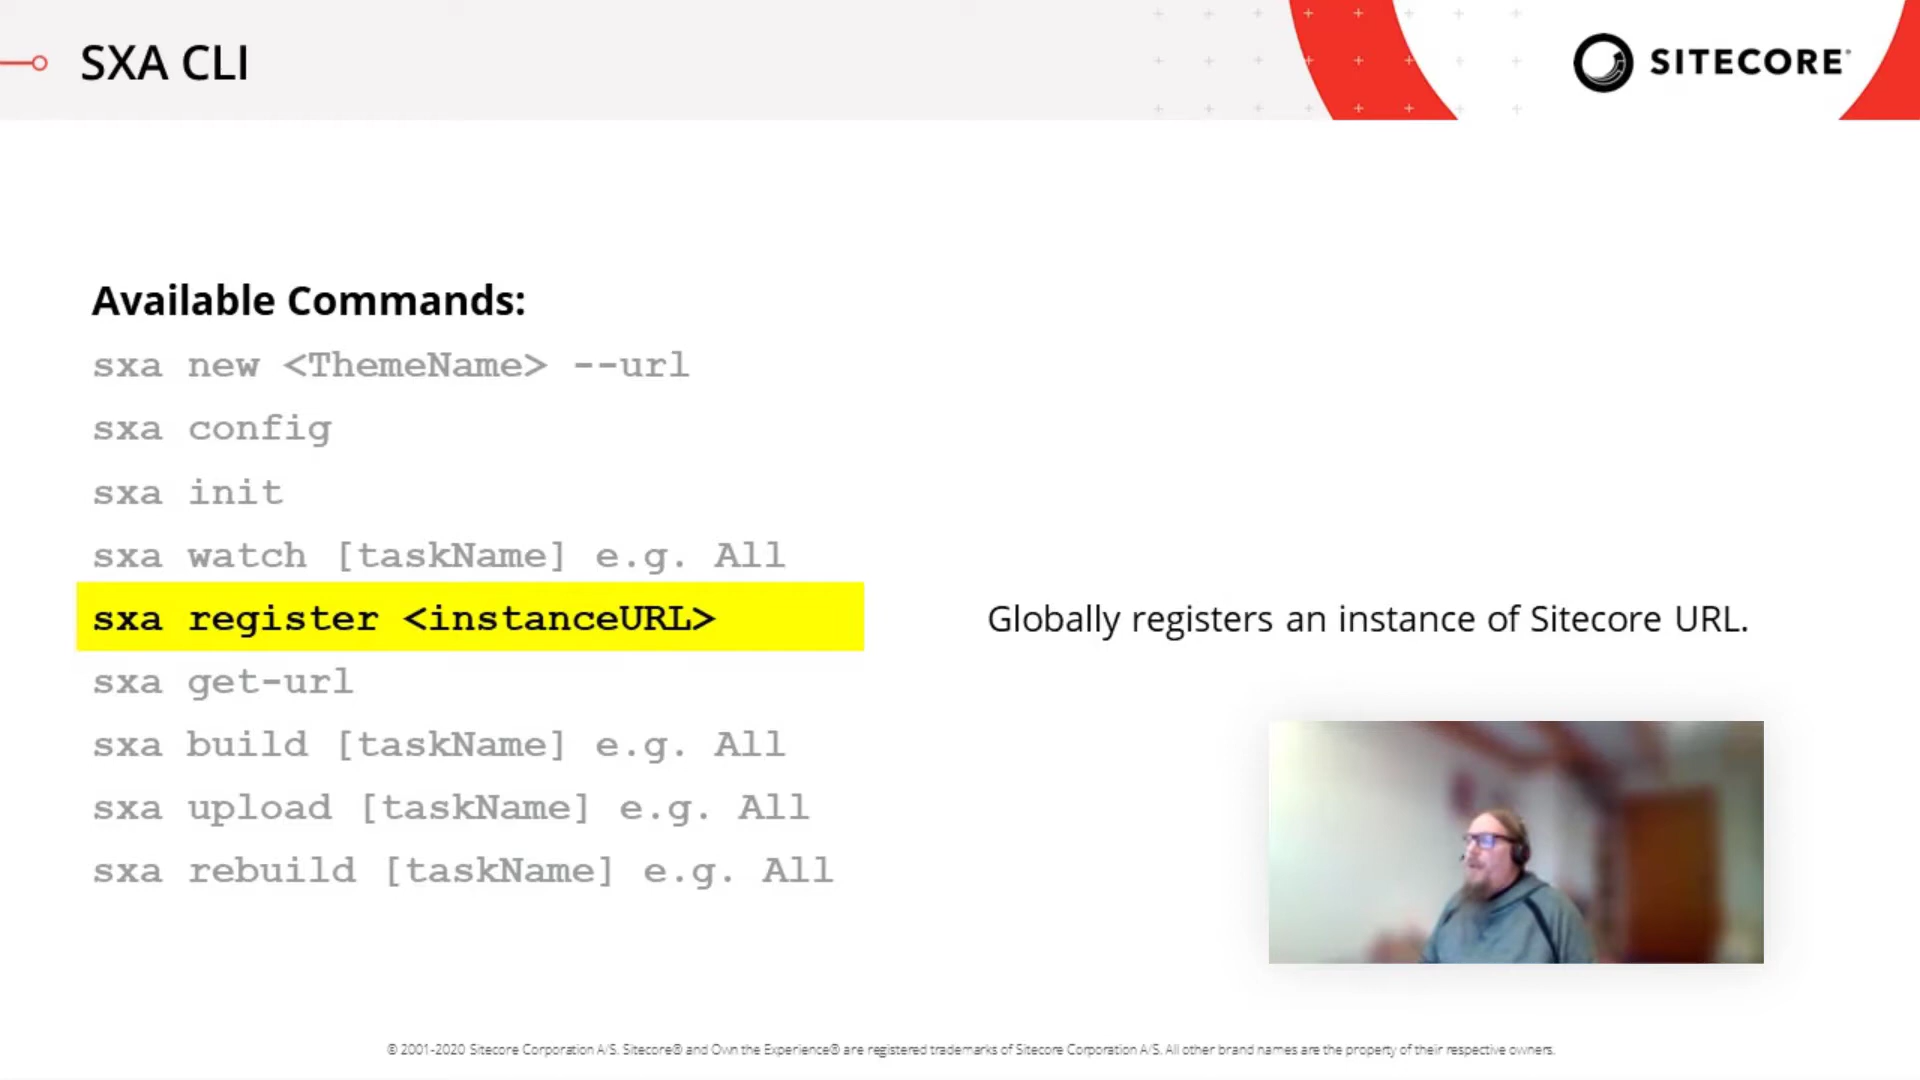 SXA CLI
SITECORE®
Available Commands:
sxa new <ThemeName> --url
sxa config
sxa init
sxa watch [taskName] e.g. All
sxa register <instanceURL>
Globally registers an instance of Sitecore URL.
sxa get-url
sxa build [taskName] e.g. All
sxa upload [taskName] e.g. All
sxa rebuild [taskName] e.g. All
© 2001-2020 Sitecore Corporation A/S. Sitecore® and Own the Experience® are registered trademarks of Sitecore Corporation A/S. All other brand names are the property of their respective owners.